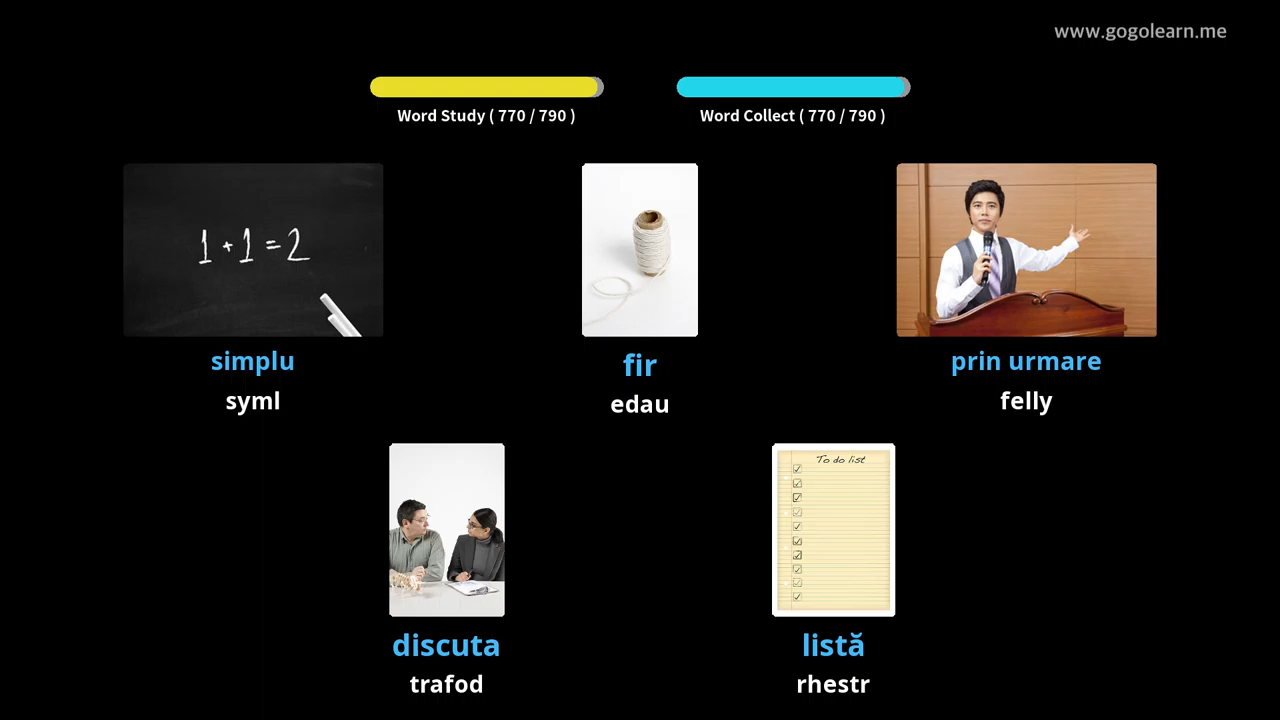 www.gogolearn.me
Word Study ( 770 / 790 )
Word Collect ( 770 / 790 )
1 + 1 = 2
simplu
syml
fir
edau
prin urmare
felly
To do list
discuta
trafod
listă
rhestr